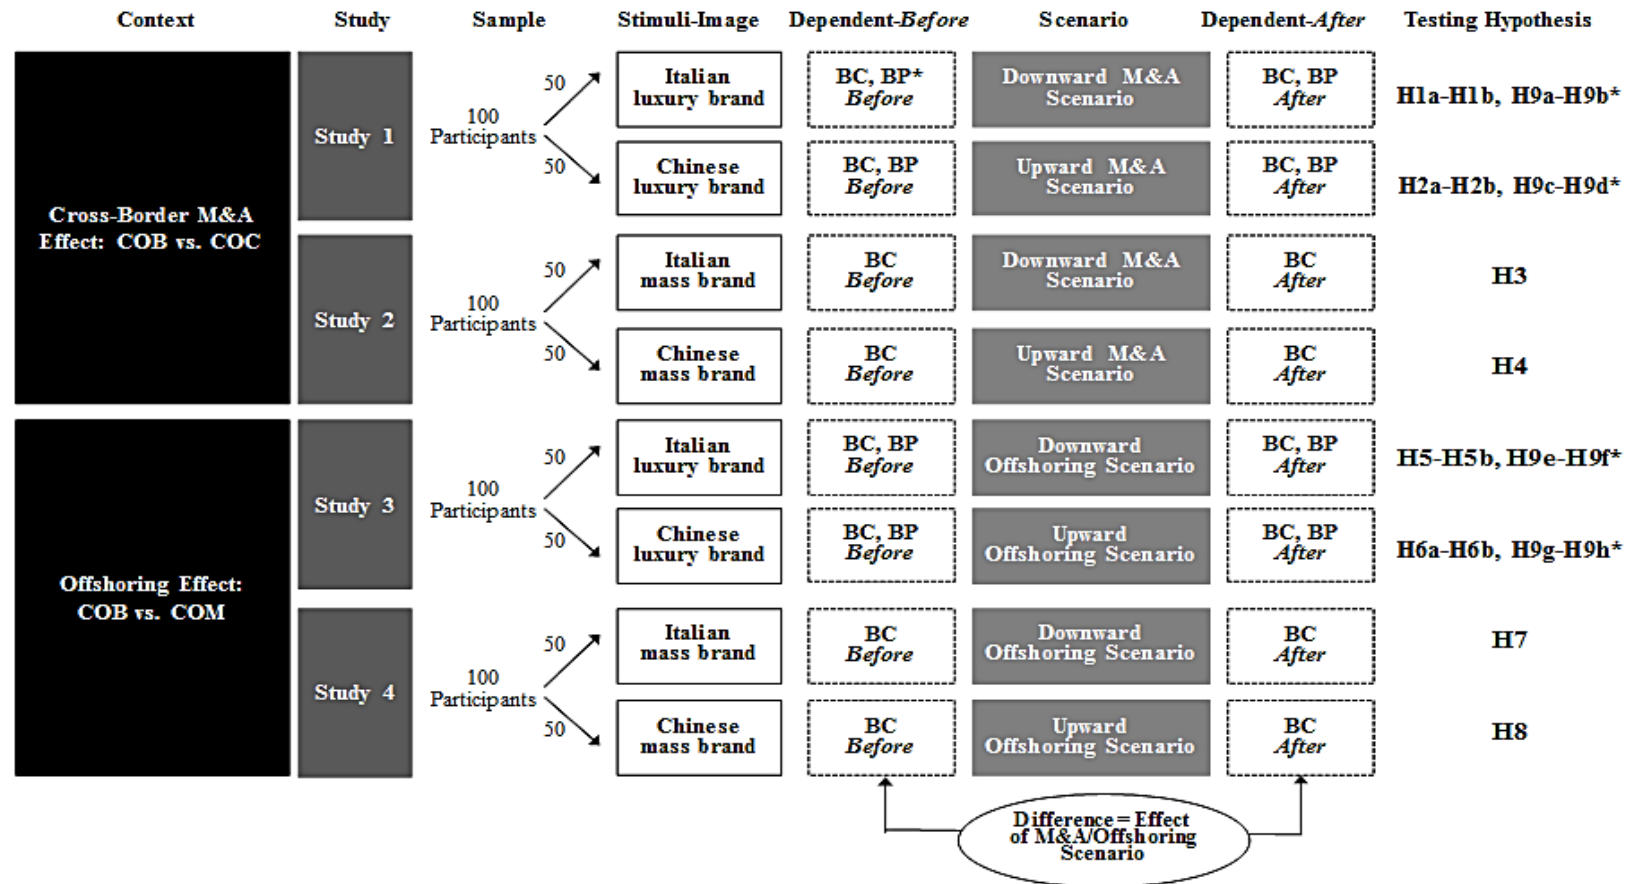 Context Study Sample Stimuli-Image Dependent-Before Scenario Dependent-After Testing Hypothesis
Cross-Border M&A
Effect: COB vs. COC
Study 1
100
Participants
50
Italian
luxury brand
BC, BP*
Before
Downward M&A
Scenario
BC, BP
After
H1a-H1b, H9a-H9b*
50
Chinese
luxury brand
BC, BP
Before
Upward M&A
Scenario
BC, BP
After
H2a-H2b, H9c-H9d*
Study 2
100
Participants
50
Italian
mass brand
BC
Before
Downward M&A
Scenario
BC
After
H3
50
Chinese
mass brand
BC
Before
Upward M&A
Scenario
BC
After
H4
Offshoring Effect:
COB vs. COM
Study 3
100
Participants
50
Italian
luxury brand
BC, BP
Before
Downward
Offshoring Scenario
BC, BP
After
H5-H5b, H9e-H9f*
50
Chinese
luxury brand
BC, BP
Before
Upward
Offshoring Scenario
BC, BP
After
H6a-H6b, H9g-H9h*
Study 4
100
Participants
50
Italian
mass brand
BC
Before
Downward
Offshoring Scenario
BC
After
H7
50
Chinese
mass brand
BC
Before
Upward
Offshoring Scenario
BC
After
H8
Difference = Effect
of M&A/Offshoring
Scenario